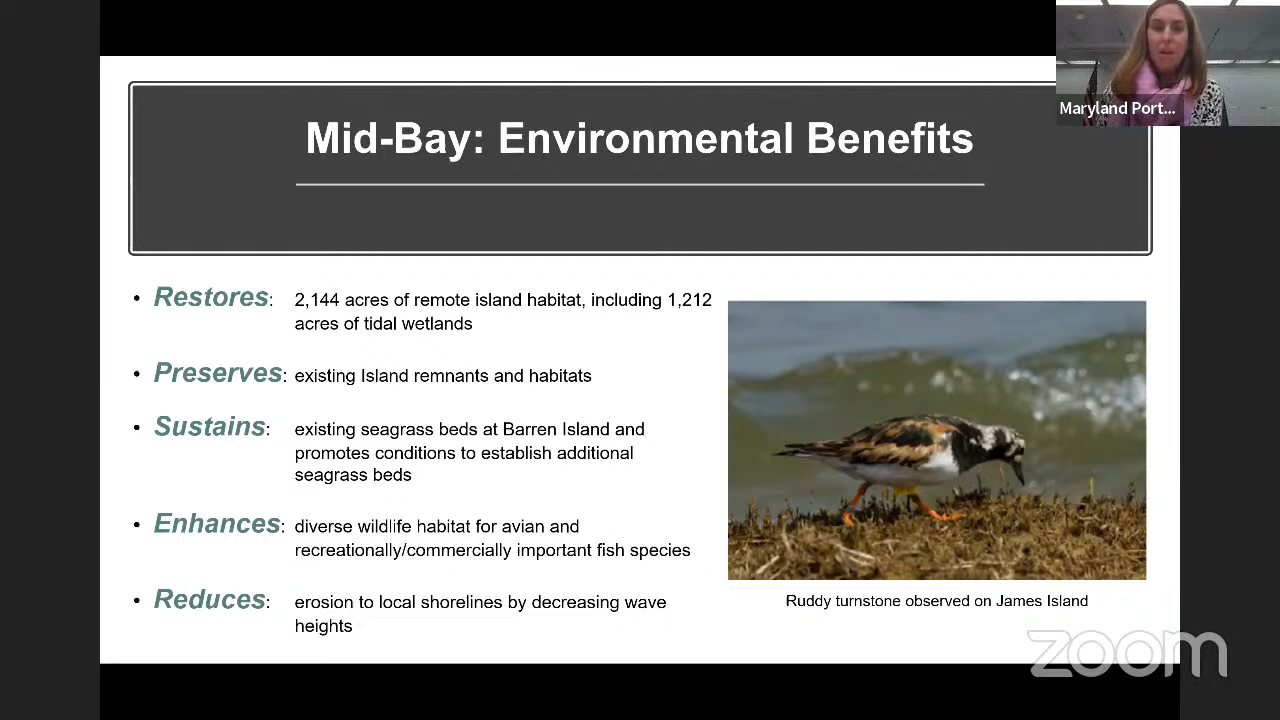 Maryland Port...
Mid-Bay: Environmental Benefits
• Restores: 2,144 acres of remote island habitat, including 1,212
acres of tidal wetlands
• Preserves: existing Island remnants and habitats
• Sustains: existing seagrass beds at Barren Island and
promotes conditions to establish additional
seagrass beds
• Enhances: diverse wildlife habitat for avian and
recreationally/commercially important fish species
• Reduces: erosion to local shorelines by decreasing wave
heights
Ruddy turnstone observed on James Island
zoom